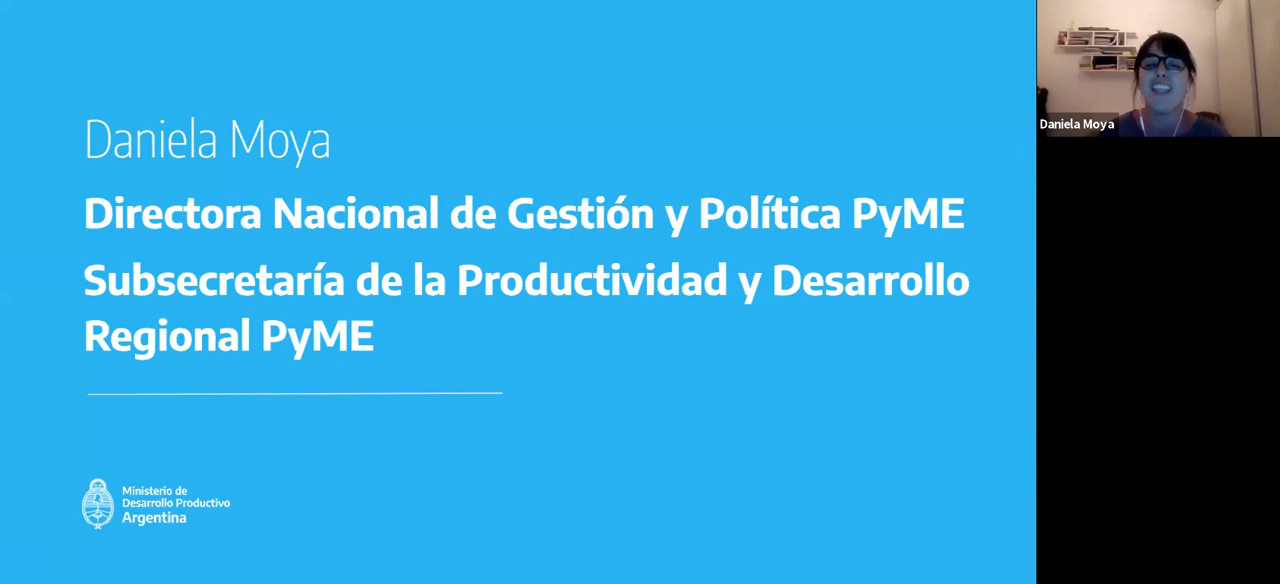 Daniela Moya
Directora Nacional de Gestión y Política PyME
Subsecretaría de la Productividad y Desarrollo
Regional PyME
Ministerio de
Desarrollo Productivo
Argentina
Daniela Moya